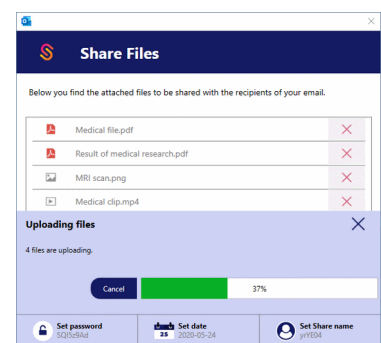 Share Files
Below you find the attached files to be shared with the recipients of your email.
Medical file.pdf
Result of medical research.pdf
MRI scan.png
Medical clip.mp4
Uploading files
4 files are uploading.
Cancel
37%
Set password
Set date
25
2020-05-24
Set Share name
yrYE04